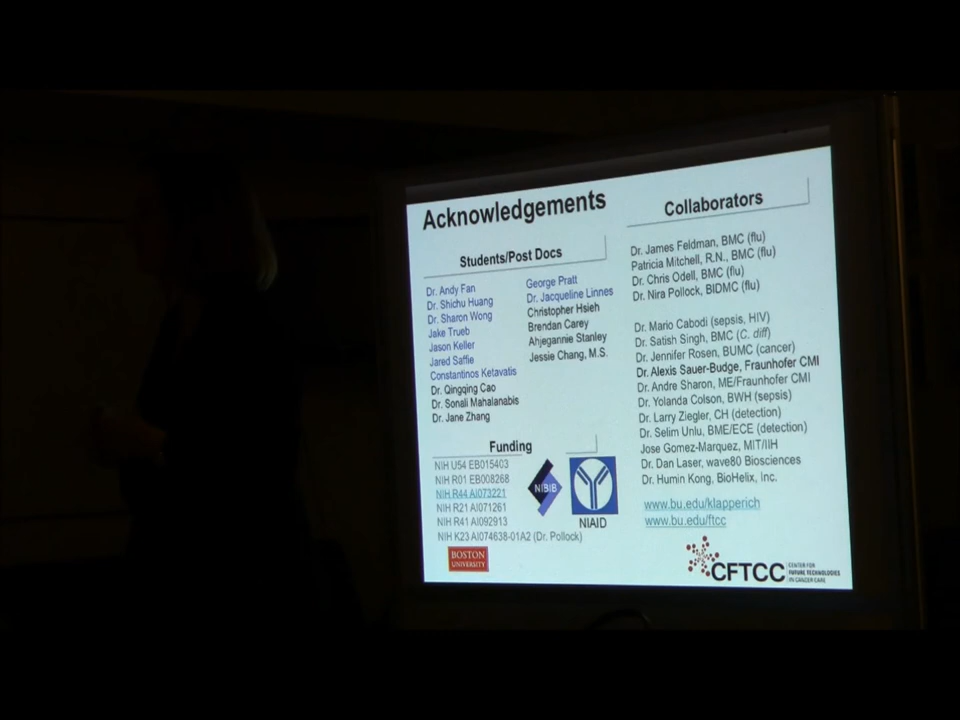 Acknowledgements
Students/Post Docs
Dr. Andy Fan
Dr. Shichu Huang
Dr. Sharon Wong
Jake Trueb
Jason Keller
Jared Saffie
Constantinos Ketavatis
Dr. Qingqing Cao
Dr. Sonali Mahalanabis
Dr. Jane Zhang
George Pratt
Dr. Jacqueline Linnes
Christopher Hsieh
Brendan Carey
Ahjegannie Stanley
Jessie Chang, M.S.
Funding
NIH U54 EB015403
NIH R01 EB008268
NIH R44 AI073221
NIH R21 AI071261
NIH R41 AI092913
NIH K23 AI074638-01A2 (Dr. Pollock)
NIBIB
NIAID
BOSTON
UNIVERSITY
Collaborators
Dr. James Feldman, BMC (flu)
Patricia Mitchell, R.N., BMC (flu)
Dr. Chris Odell, BMC (flu)
Dr. Nira Pollock, BIDMC (flu)
Dr. Mario Cabodi (sepsis, HIV)
Dr. Satish Singh, BMC (C. diff)
Dr. Jennifer Rosen, BUMC (cancer)
Dr. Alexis Sauer-Budge, Fraunhofer CMI
Dr. Andre Sharon, ME/Fraunhofer CMI
Dr. Yolanda Colson, BWH (sepsis)
Dr. Larry Ziegler, CH (detection)
Dr. Selim Unlu, BME/ECE (detection)
Jose Gomez-Marquez, MIT/IIH
Dr. Dan Laser, wave80 Biosciences
Dr. Humin Kong, BioHelix, Inc.
www.bu.edu/klapperich
www.bu.edu/ftcc
CFTCC
CENTER FOR
FUTURE TECHNOLOGIES
IN CANCER CARE